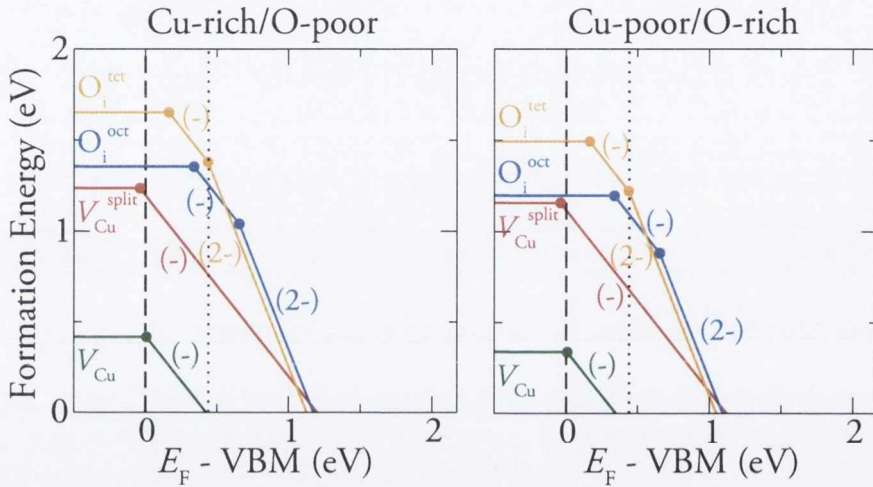 Cu-rich/O-poor
Cu-poor/O-rich
Formation Energy (eV)
2
1
0
O_i^tet
(-)
O_i^oct
(-)
V_Cu^split
(2-)
(-)
(2-)
V_Cu
(-)
0
1
2
E_F - VBM (eV)
O_i^tet
(-)
O_i^oct
(-)
V_Cu^split
(2-)
(-)
(2-)
V_Cu
(-)
0
1
2
E_F - VBM (eV)